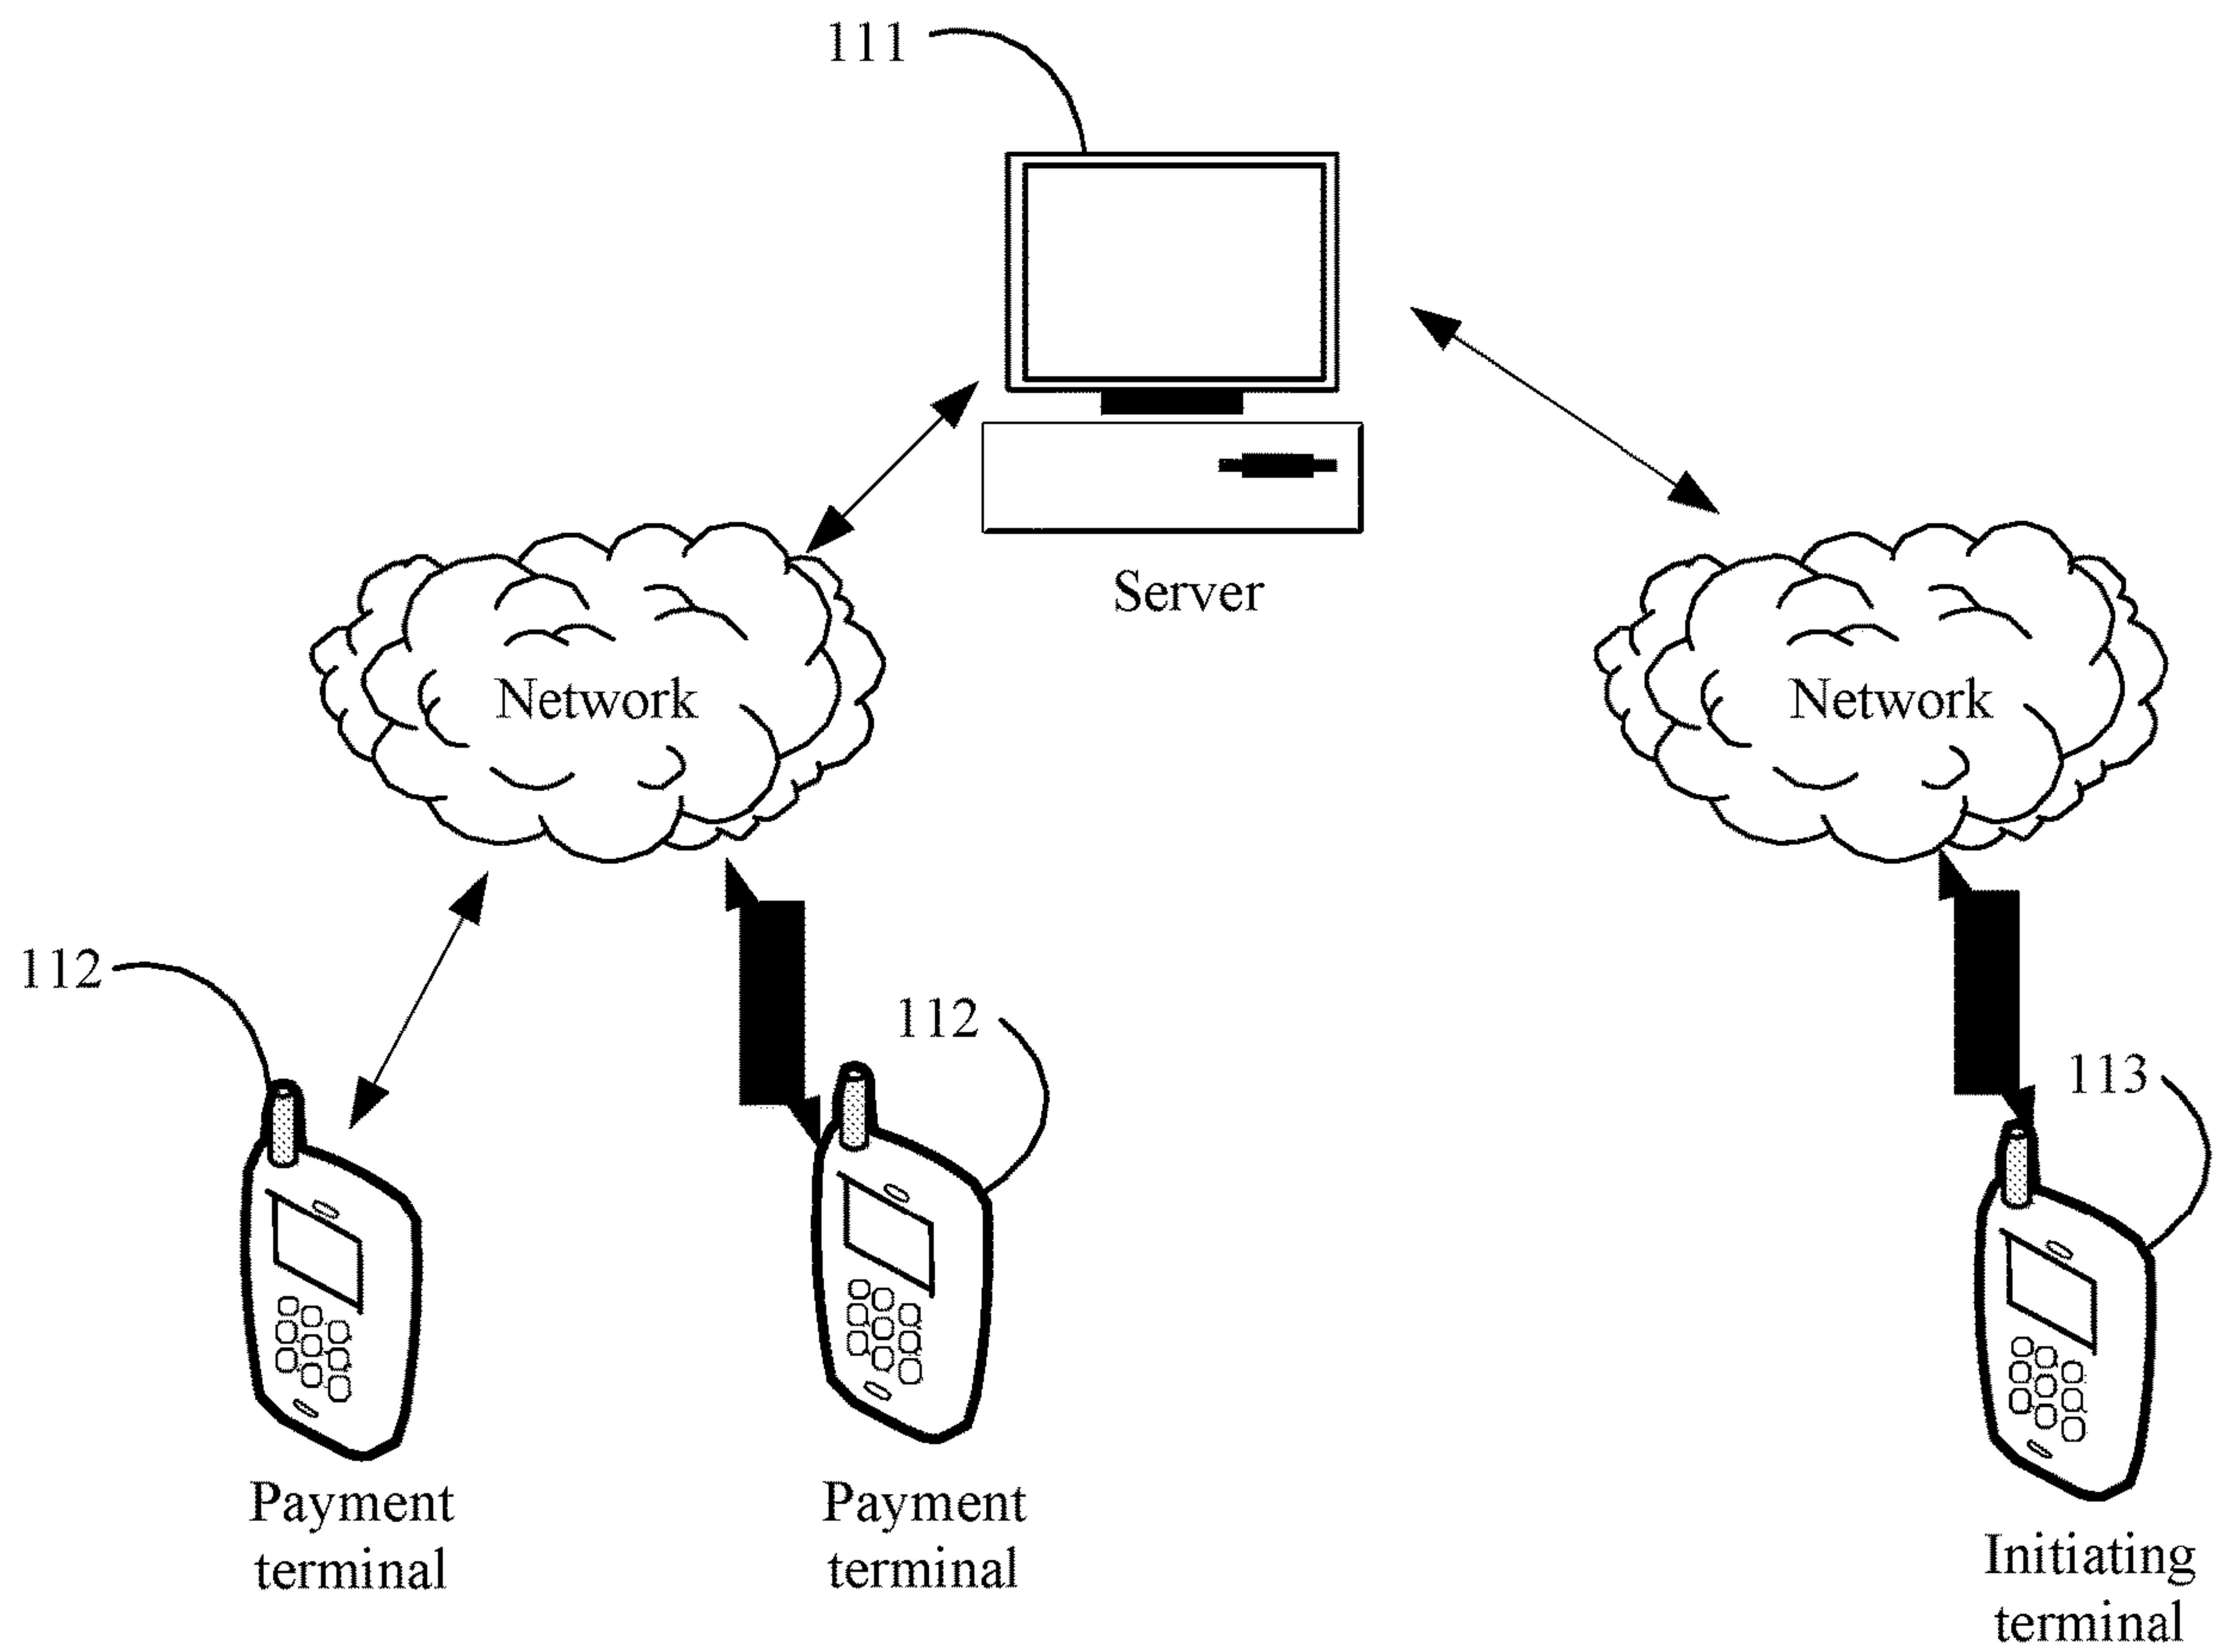 111
Server
Network
Network
112
112
113
Payment
terminal
Payment
terminal
Initiating
terminal